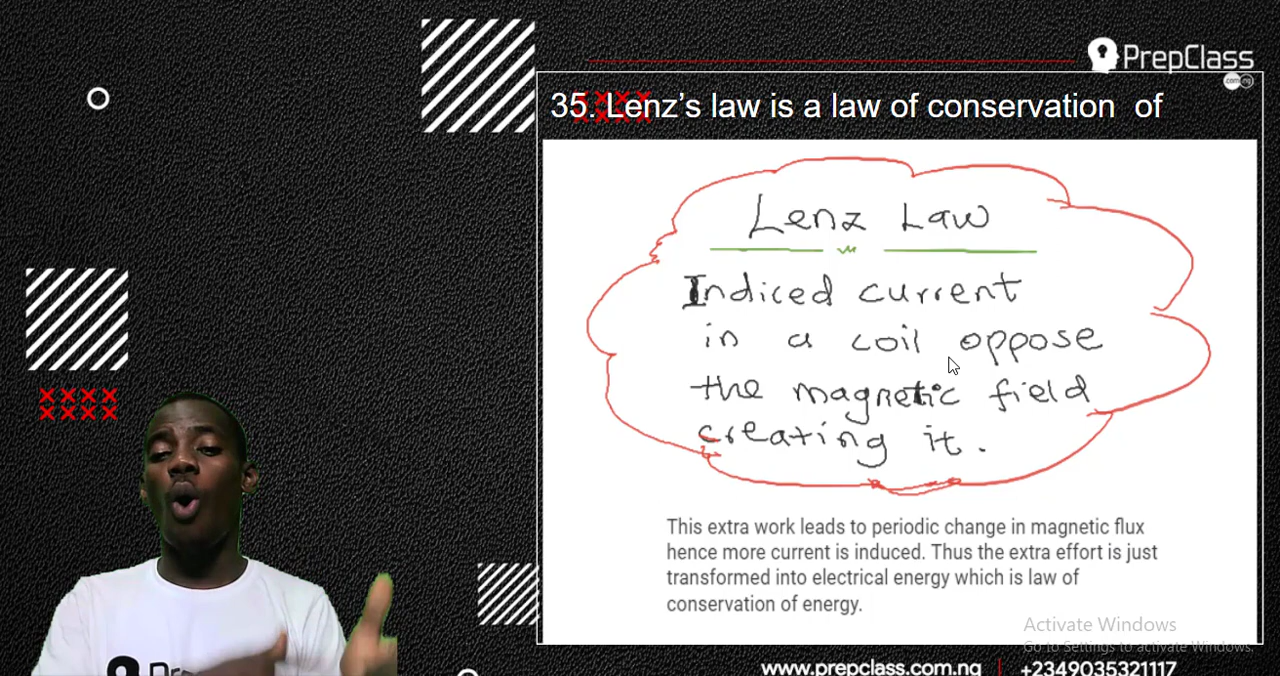 PrepClass
.com.ng
35. Lenz’s law is a law of conservation of
Lenz Law
Indiced current
in a coil oppose
the magnetic field
creating it.
This extra work leads to periodic change in magnetic flux
hence more current is induced. Thus the extra effort is just
transformed into electrical energy which is law of
conservation of energy.
Activate Windows
Go to Settings to activate Windows.
www.prepclass.com.ng | +2349035321117